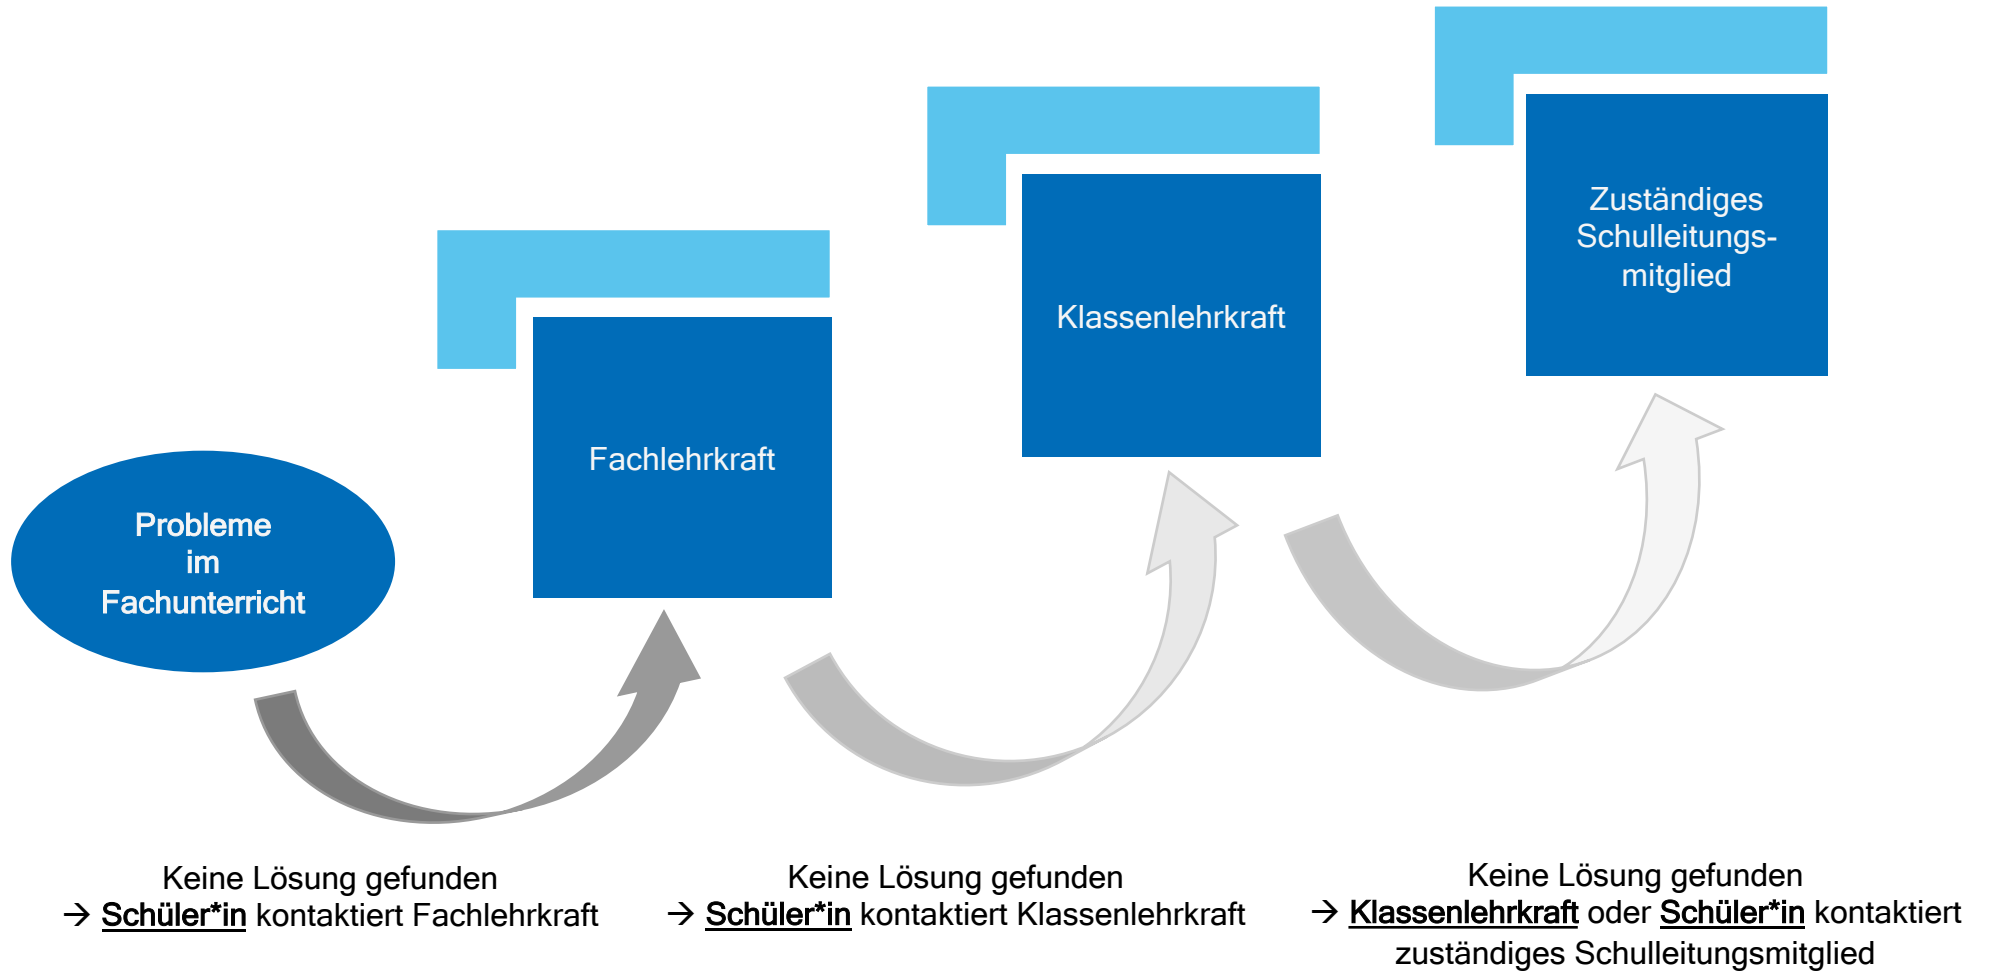 Probleme
im
Fachunterricht
Fachlehrkraft
Klassenlehrkraft
Zuständiges
Schulleitungs-
mitglied
Keine Lösung gefunden
→ Schüler*in kontaktiert Fachlehrkraft
Keine Lösung gefunden
→ Schüler*in kontaktiert Klassenlehrkraft
Keine Lösung gefunden
→ Klassenlehrkraft oder Schüler*in kontaktiert
zuständiges Schulleitungsmitglied